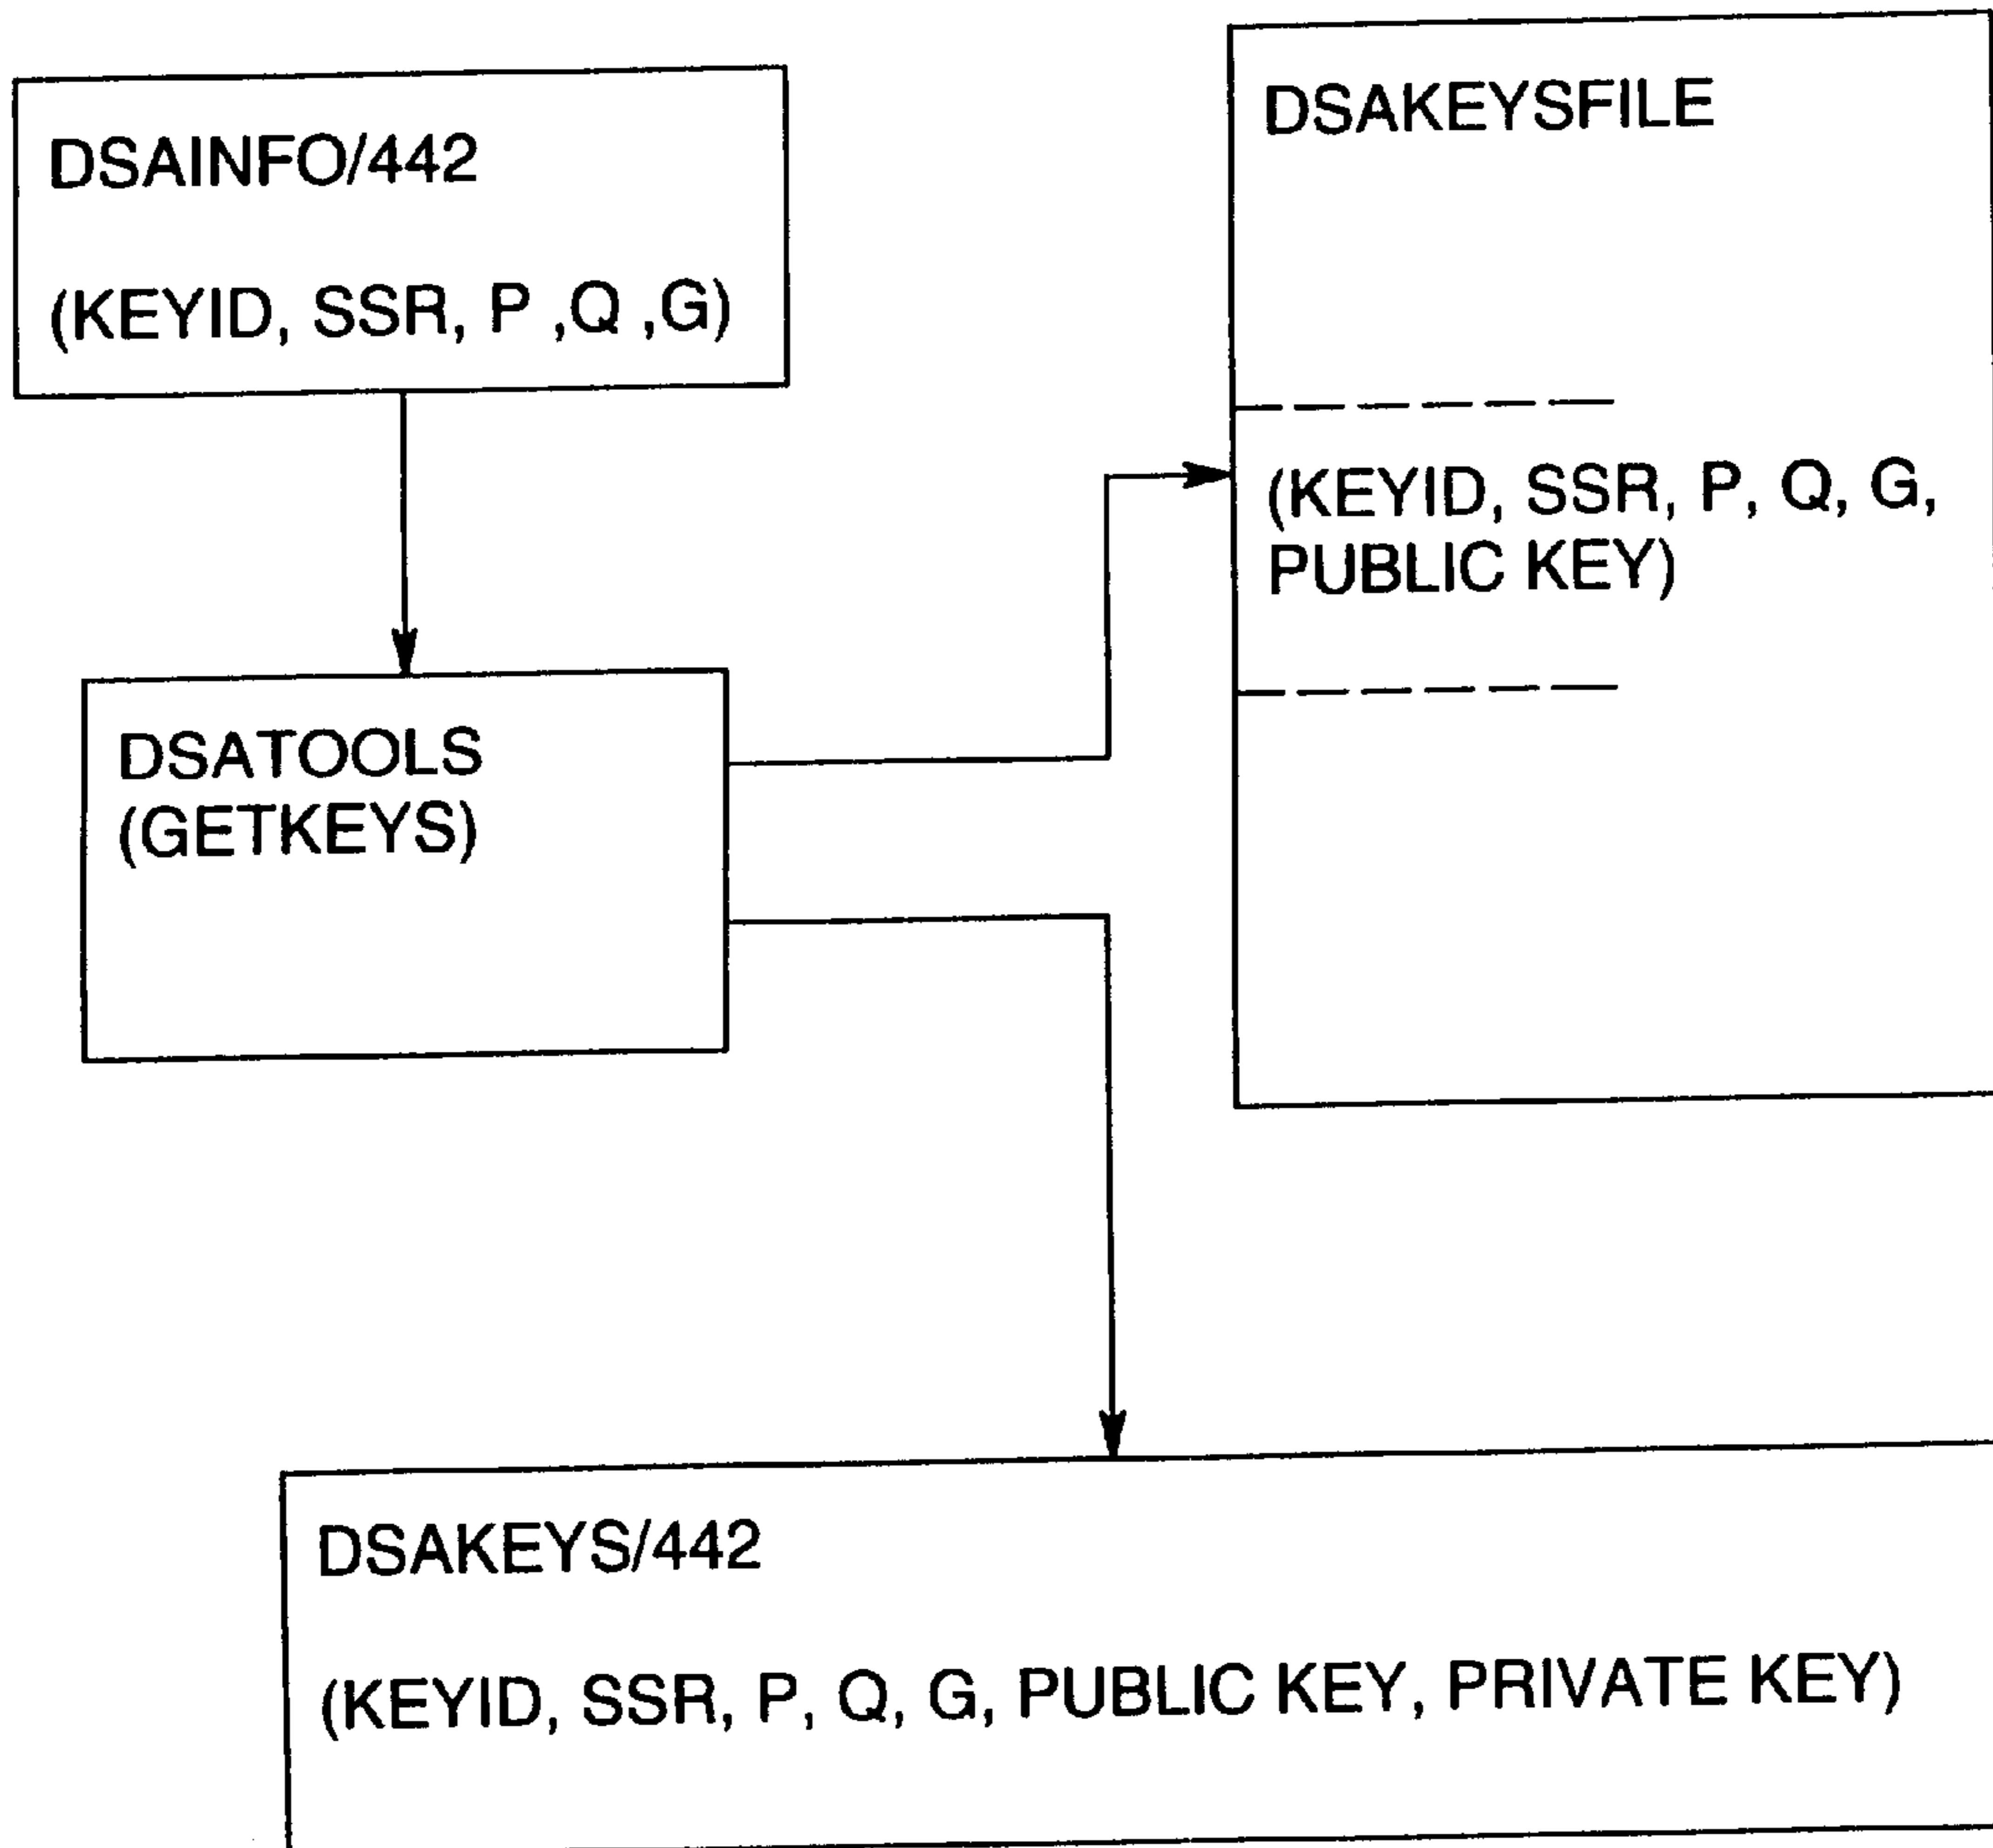 DSAINFO/442
(KEYID, SSR, P ,Q ,G)
DSAKEYSFILE
(KEYID, SSR, P, Q, G,
PUBLIC KEY)
DSATOOLS
(GETKEYS)
DSAKEYS/442
(KEYID, SSR, P, Q, G, PUBLIC KEY, PRIVATE KEY)